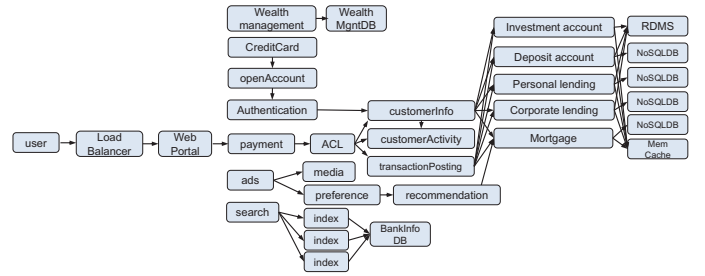 Wealth
management
Wealth
MgntDB
CreditCard
openAccount
Authentication
user
Load
Balancer
Web
Portal
payment
ACL
customerInfo
customerActivity
transactionPosting
ads
media
preference
recommendation
search
index
index
index
BankInfo
DB
Investment account
Deposit account
Personal lending
Corporate lending
Mortgage
RDMS
NoSQLDB
NoSQLDB
NoSQLDB
NoSQLDB
Mem
Cache